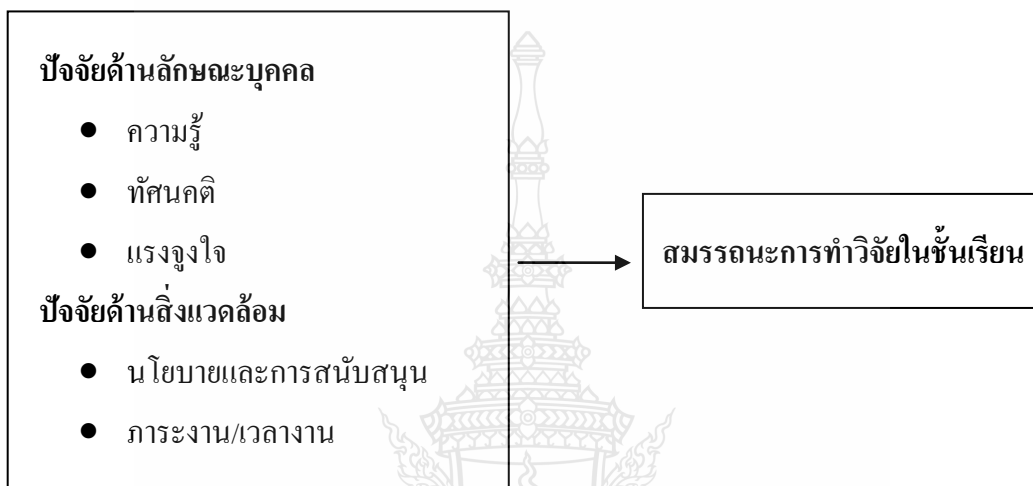 ปัจจัยด้านลักษณะบุคคล
● ความรู้
● ทัศนคติ
● แรงจูงใจ
ปัจจัยด้านสิ่งแวดล้อม
● นโยบายและการสนับสนุน
● ภาระงาน/เวลางาน
สมรรถนะการทำวิจัยในชั้นเรียน